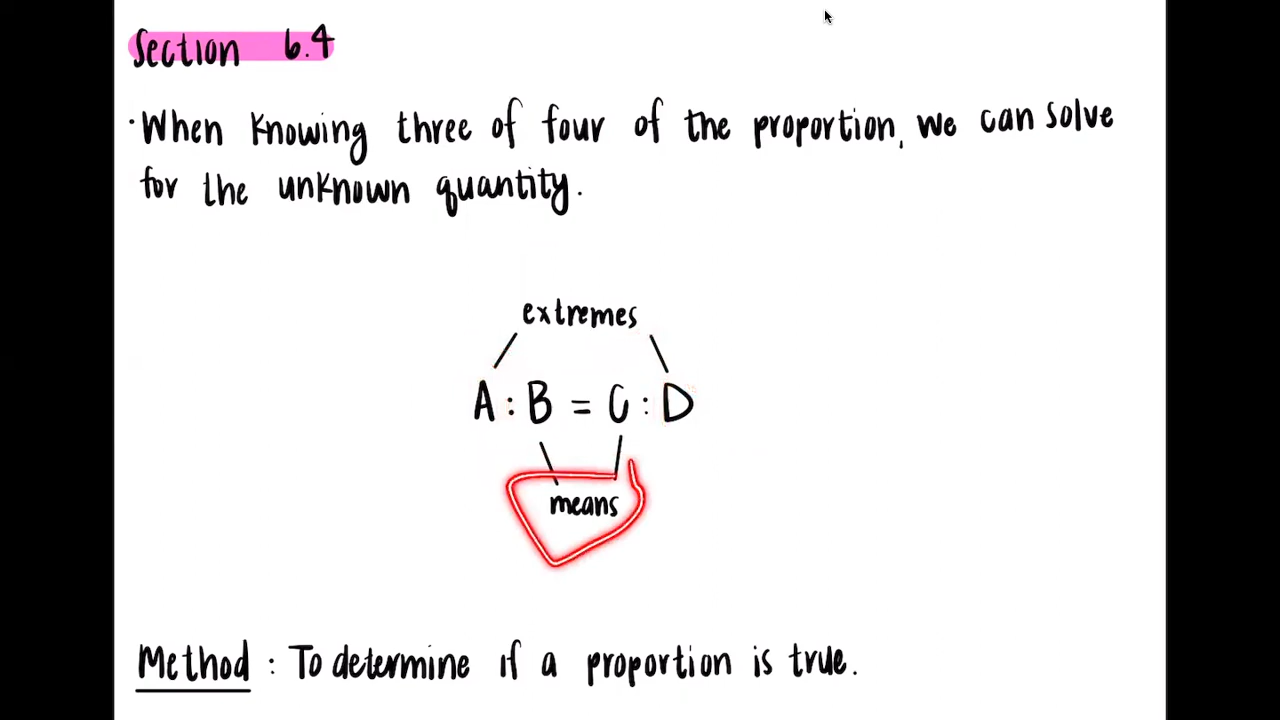 Section 6.4
· When knowing three of four of the proportion, we can solve
for the unknown quantity.
extremes
A : B = C : D
means
Method : To determine if a proportion is true.